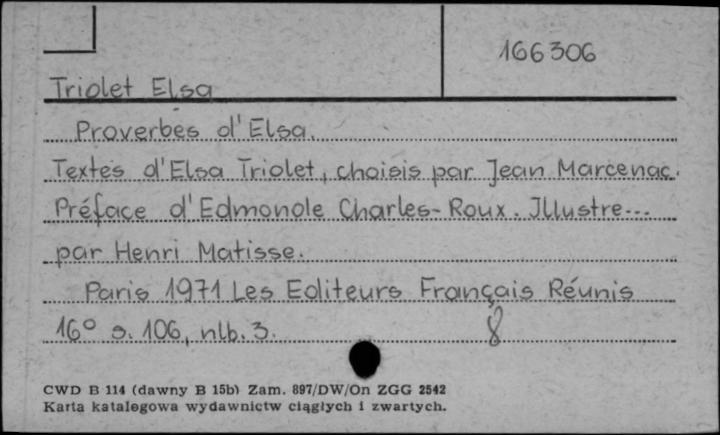 166306
Triolet Elsa
Proverbes d'Elsa.
Textes d'Elsa Triolet, choisis par Jean Marcenac.
Préface d'Edmonde Charles-Roux. Illustre...
par Henri Matisse.
Paris 1971 Les Editeurs Français Réunis
16° s. 106, nlb. 3.
8
CWD B 114 (dawny B 15b) Zam. 897/DW/On ZGG 2542
Karta katalogowa wydawnictw ciągłych i zwartych.